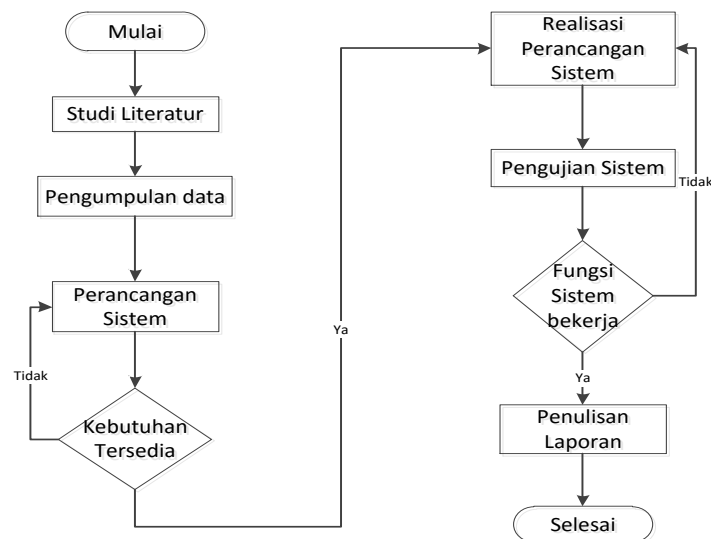 Mulai
Studi Literatur
Pengumpulan data
Perancangan
Sistem
Tidak
Kebutuhan
Tersedia
Ya
Realisasi
Perancangan
Sistem
Pengujian Sistem
Tidak
Fungsi
Sistem
bekerja
Ya
Penulisan
Laporan
Selesai